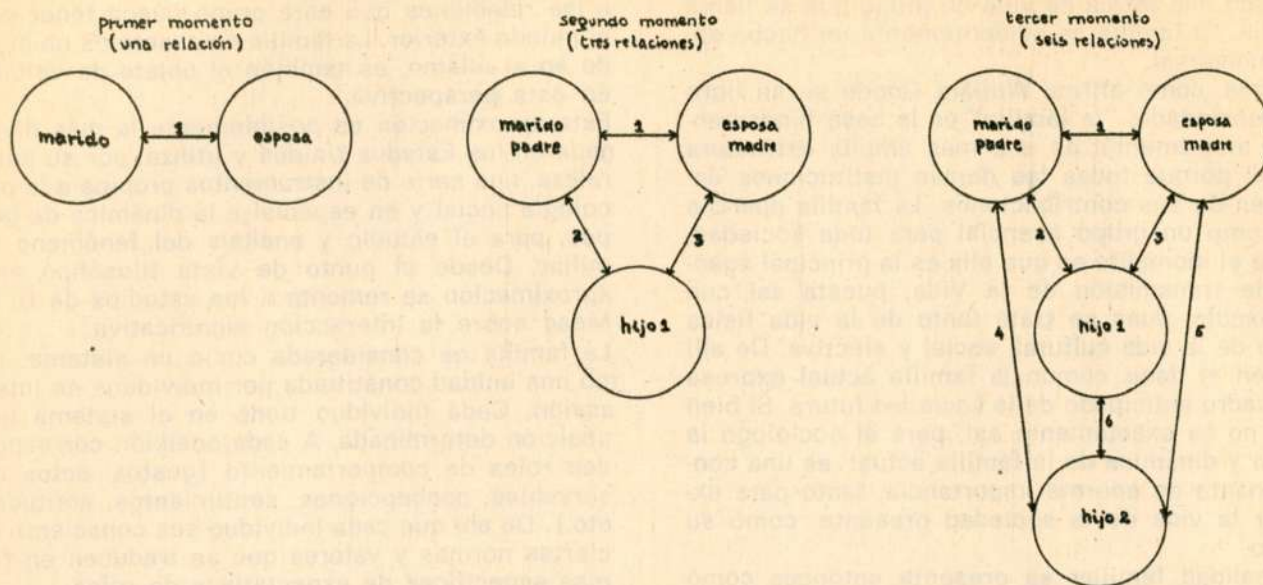 primer momento
(una relación)
marido
1
esposa
segundo momento
(tres relaciones)
marido
padre
1
esposa
madre
2
3
hijo 1
tercer momento
(seis relaciones)
marido
padre
1
esposa
madre
2
3
4
hijo 1
5
6
hijo 2